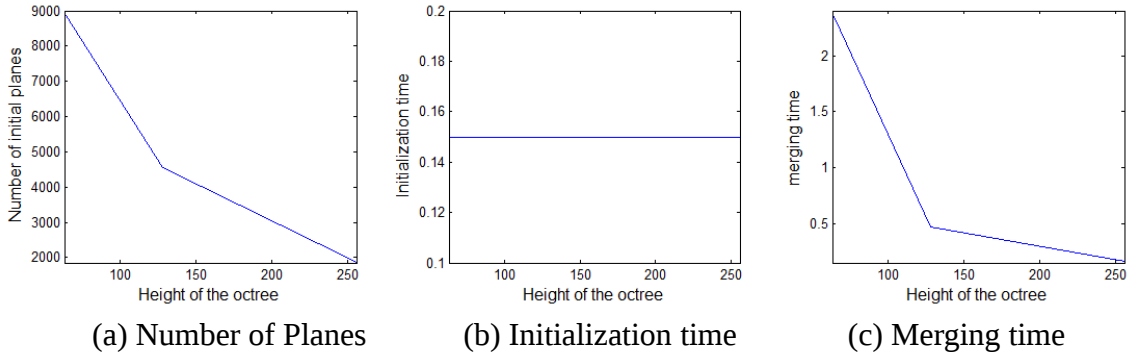 Number of initial planes
9000
8000
7000
6000
5000
4000
3000
2000
100 150 200 250
Height of the octree
(a) Number of Planes
Initialization time
0.2
0.18
0.16
0.14
0.12
0.1
100 150 200 250
Height of the octree
(b) Initialization time
merging time
2
1.5
1
0.5
100 150 200 250
Height of the octree
(c) Merging time